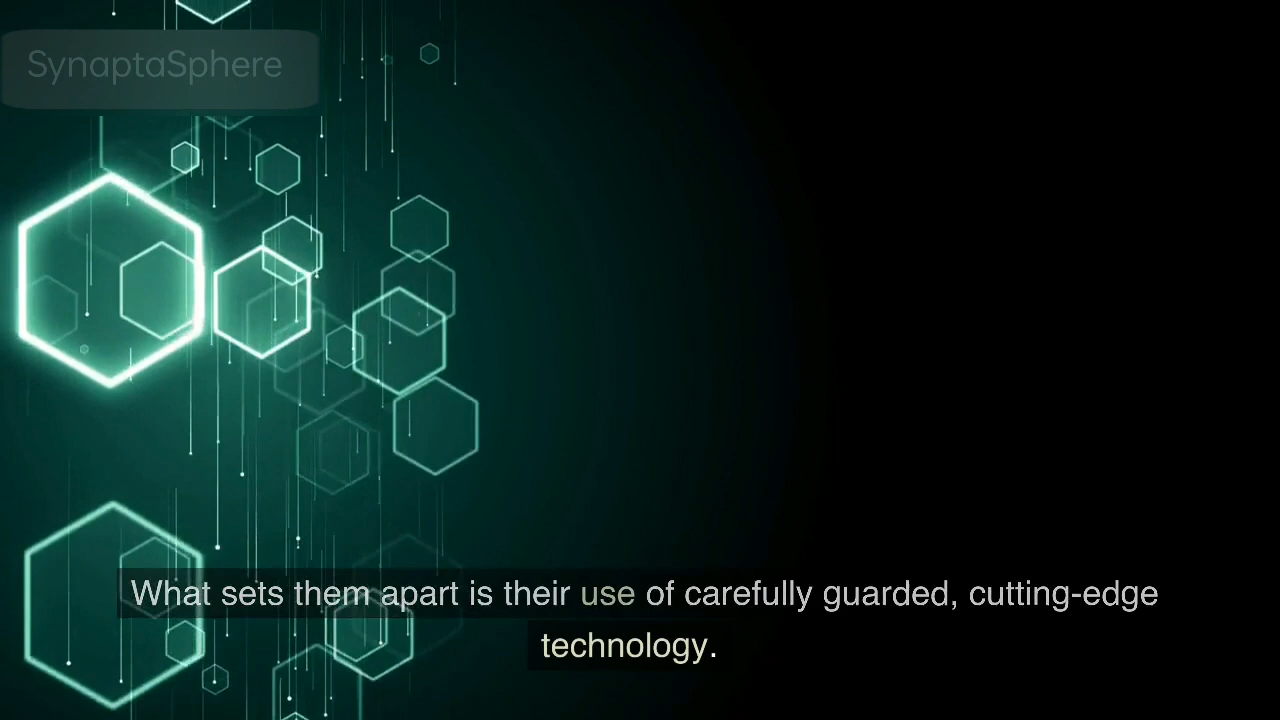 SynaptaSphere
What sets them apart is their use of carefully guarded, cutting-edge
technology.